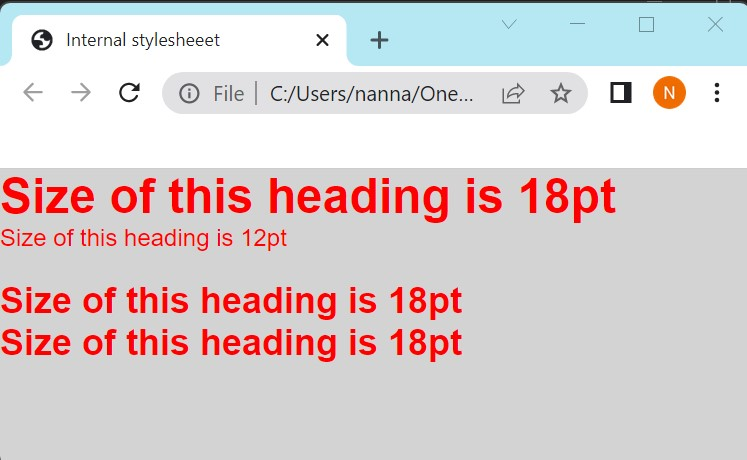 Internal stylesheeet
File
C:/Users/nanna/One...
N
Size of this heading is 18pt
Size of this heading is 12pt
Size of this heading is 18pt
Size of this heading is 18pt